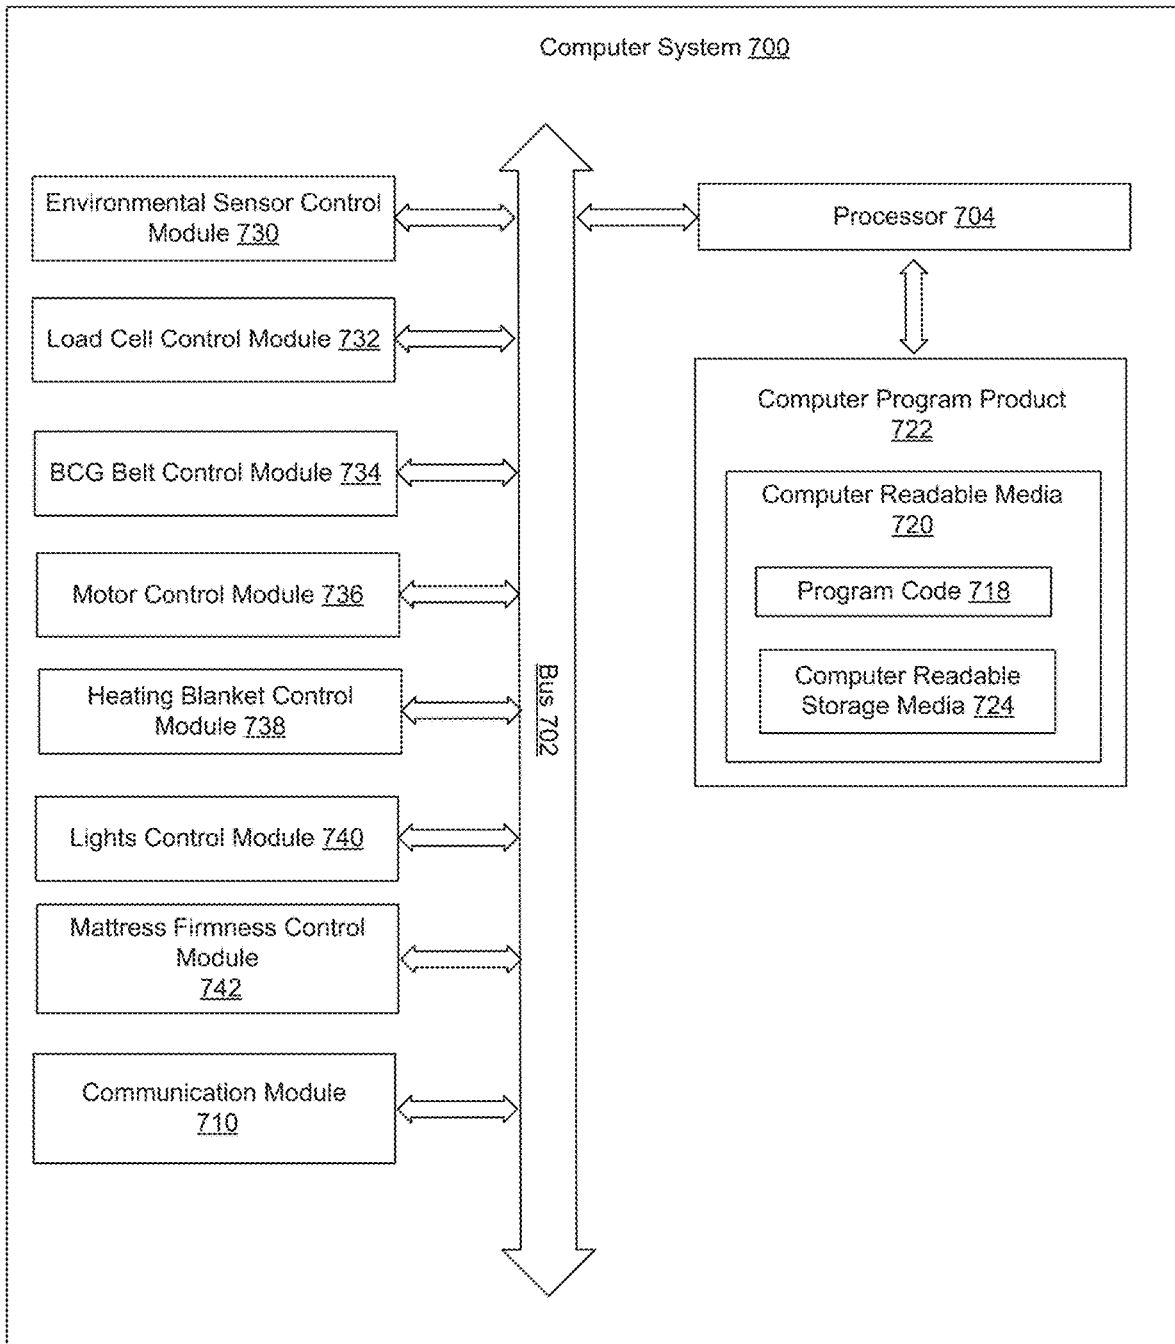 Computer System 700
Environmental Sensor Control
Module 730
Load Cell Control Module 732
BCG Belt Control Module 734
Motor Control Module 736
Heating Blanket Control
Module 738
Lights Control Module 740
Mattress Firmness Control
Module
742
Communication Module
710
Bus 702
Processor 704
Computer Program Product
722
Computer Readable Media
720
Program Code 718
Computer Readable
Storage Media 724